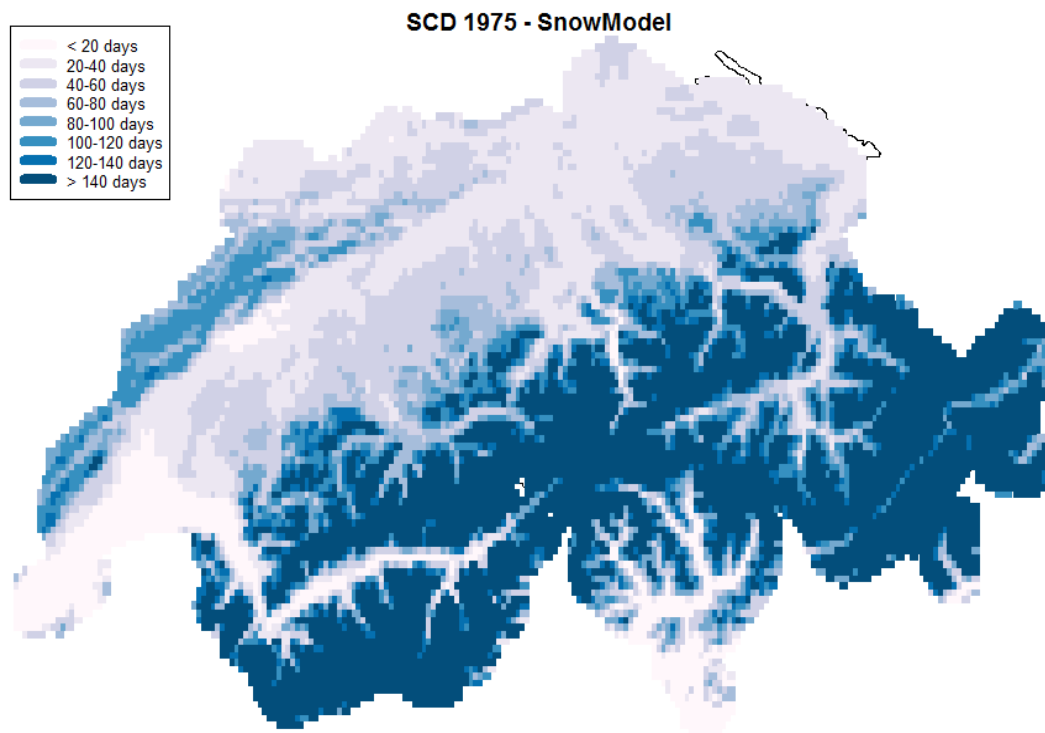 SCD 1975 - SnowModel
< 20 days
20-40 days
40-60 days
60-80 days
80-100 days
100-120 days
120-140 days
> 140 days